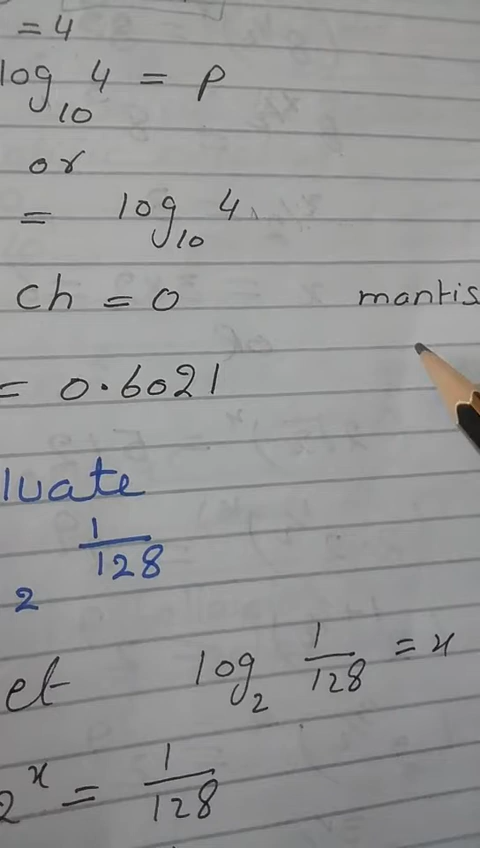 = 4
log₁₀ 4 = p
or
= log₁₀ 4
Ch = 0 mantis
= 0.6021
luate
₂ 1/128
et log₂ 1/128 = x
2ˣ = 1/128